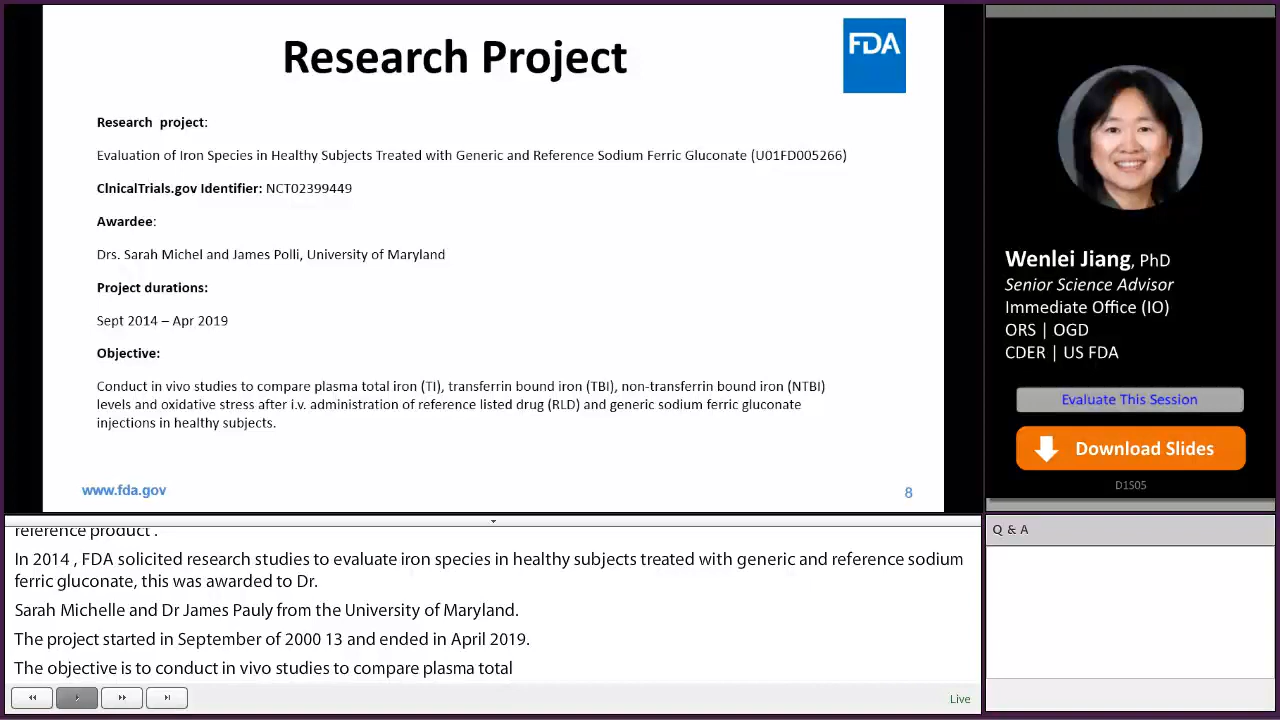 Research Project
FDA
Research project:
Evaluation of Iron Species in Healthy Subjects Treated with Generic and Reference Sodium Ferric Gluconate (U01FD005266)
ClnicalTrials.gov Identifier: NCT02399449
Awardee:
Drs. Sarah Michel and James Polli, University of Maryland
Project durations:
Sept 2014 – Apr 2019
Objective:
Conduct in vivo studies to compare plasma total iron (TI), transferrin bound iron (TBI), non-transferrin bound iron (NTBI)
levels and oxidative stress after i.v. administration of reference listed drug (RLD) and generic sodium ferric gluconate
injections in healthy subjects.
www.fda.gov
8
Wenlei Jiang, PhD
Senior Science Advisor
Immediate Office (IO)
ORS | OGD
CDER | US FDA
Evaluate This Session
Download Slides
D1S05
reference product .
In 2014 , FDA solicited research studies to evaluate iron species in healthy subjects treated with generic and reference sodium
ferric gluconate, this was awarded to Dr.
Sarah Michelle and Dr James Pauly from the University of Maryland.
The project started in September of 2000 13 and ended in April 2019.
The objective is to conduct in vivo studies to compare plasma total
Live
Q & A